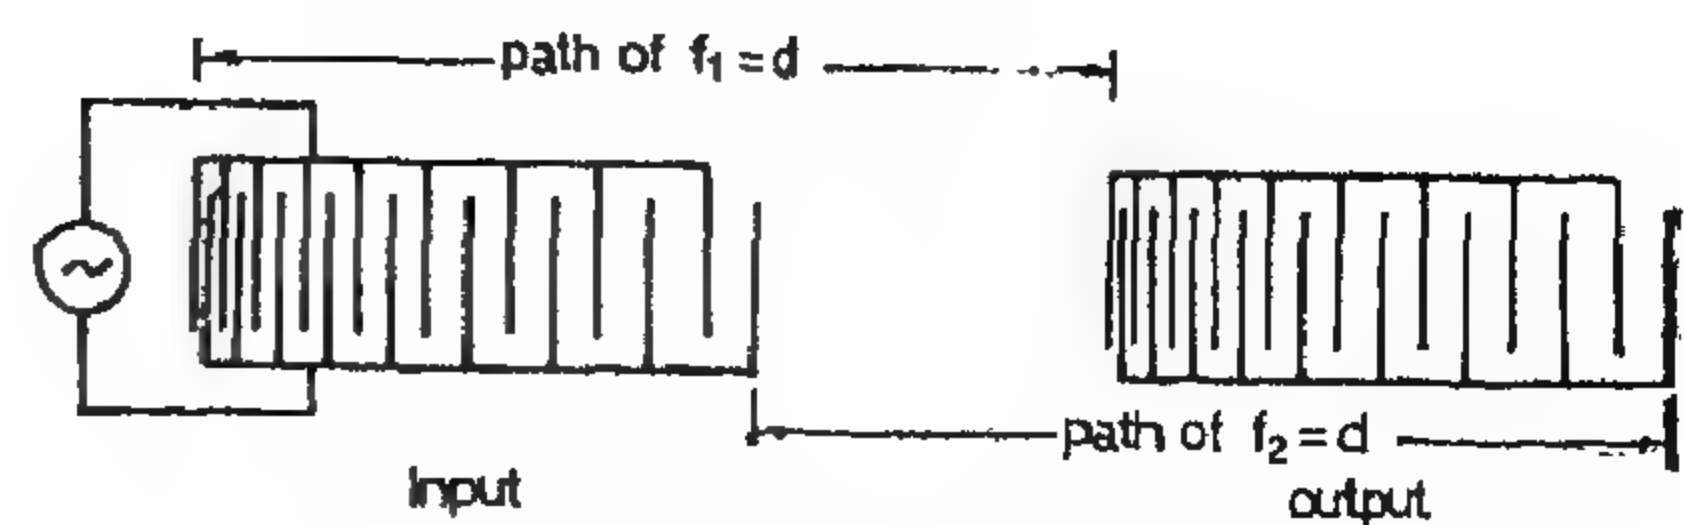 path of f₁ = d
path of f₂ = d
Input
output